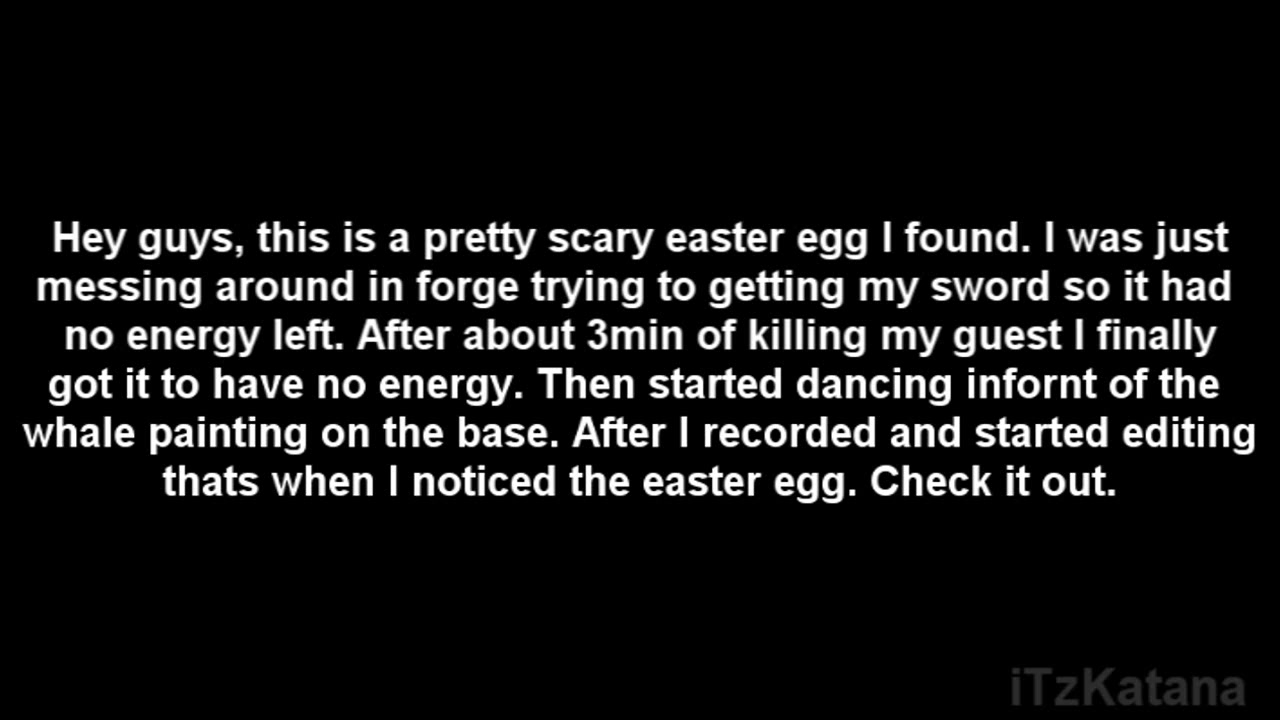 Hey guys, this is a pretty scary easter egg I found. I was just
messing around in forge trying to getting my sword so it had
no energy left. After about 3min of killing my guest I finally
got it to have no energy. Then started dancing infornt of the
whale painting on the base. After I recorded and started editing
thats when I noticed the easter egg. Check it out.
iTzKatana